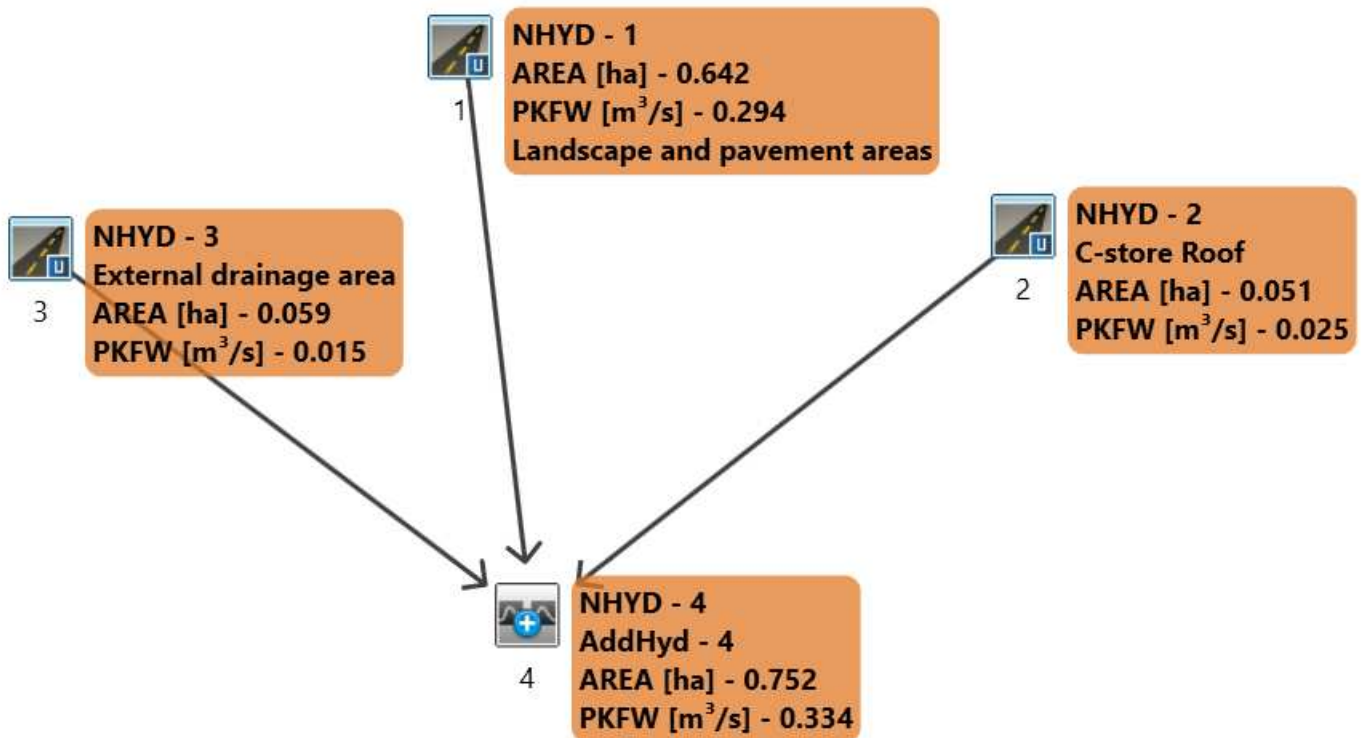 NHYD - 1
AREA [ha] - 0.642
PKFW [m³/s] - 0.294
Landscape and pavement areas
U
1
NHYD - 3
External drainage area
AREA [ha] - 0.059
PKFW [m³/s] - 0.015
U
3
NHYD - 2
C-store Roof
AREA [ha] - 0.051
PKFW [m³/s] - 0.025
U
2
NHYD - 4
AddHyd - 4
AREA [ha] - 0.752
PKFW [m³/s] - 0.334
4